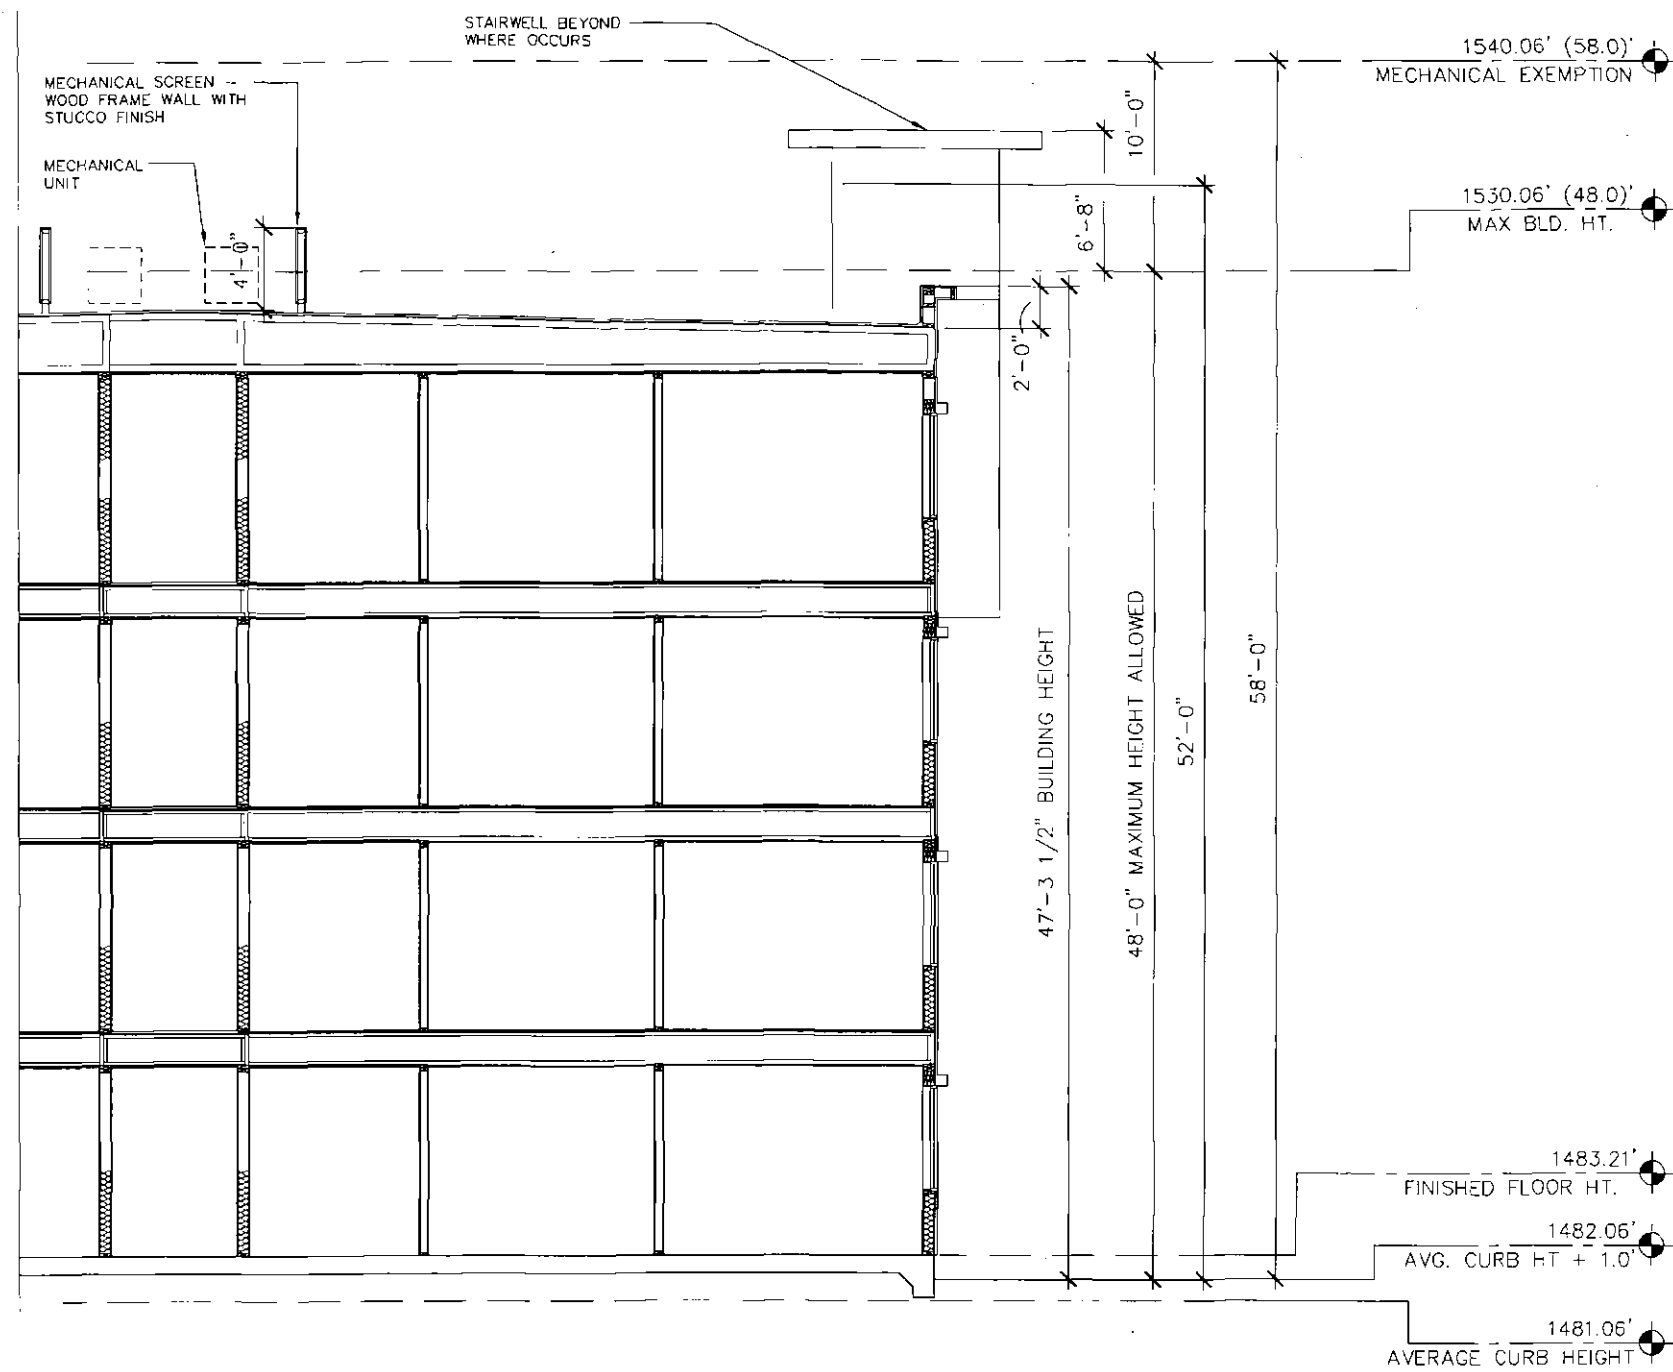 STAIRWELL BEYOND
WHERE OCCURS
1540.06' (58.0)'
MECHANICAL EXEMPTION
MECHANICAL SCREEN
WOOD FRAME WALL WITH
STUCCO FINISH
MECHANICAL
UNIT
10'-0"
1530.06' (48.0)'
MAX BLD. HT.
6'-8"
4'-0"
2'-0"
47'-3 1/2" BUILDING HEIGHT
48'-0" MAXIMUM HEIGHT ALLOWED
52'-0"
58'-0"
1483.21'
FINISHED FLOOR HT.
1482.06'
AVG. CURB HT + 1.0'
1481.06'
AVERAGE CURB HEIGHT